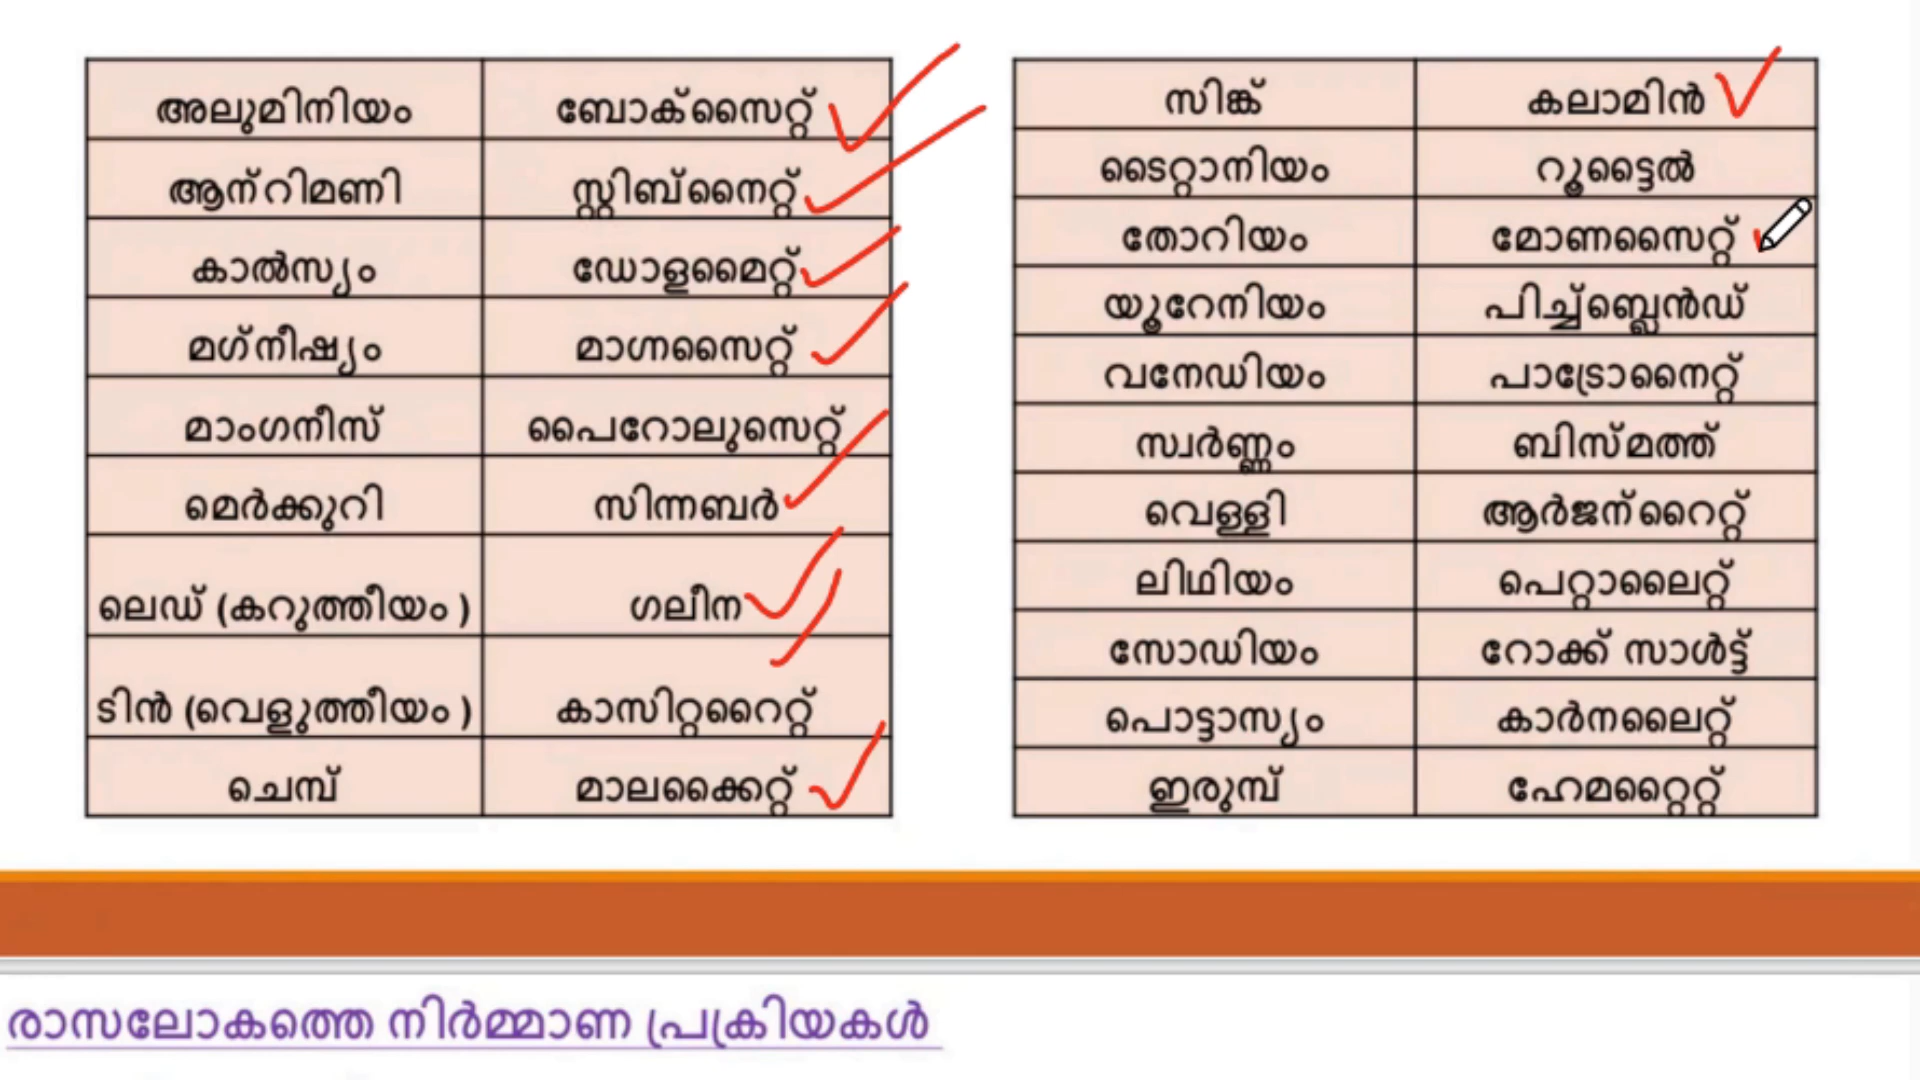 അലുമിനിയം ബോക്സൈറ്റ്
ആന്റിമണി സ്റ്റിബ്നൈറ്റ്
കാൽസ്യം ഡോളമൈറ്റ്
മഗ്നീഷ്യം മാഗ്നസൈറ്റ്
മാംഗനീസ് പൈറോലുസെറ്റ്
മെർക്കുറി സിന്നബർ
ലെഡ് (കറുത്തീയം ) ഗലീന
ടിൻ (വെളുത്തീയം ) കാസിറ്ററൈറ്റ്
ചെമ്പ് മാലക്കൈറ്റ്
സിങ്ക് കലാമിൻ
ടൈറ്റാനിയം റൂട്ടൈൽ
തോറിയം മോണസൈറ്റ്
യൂറേനിയം പിച്ച്ബ്ലെൻഡ്
വനേഡിയം പാട്രോനൈറ്റ്
സ്വർണ്ണം ബിസ്മത്ത്
വെള്ളി ആർജന്റൈറ്റ്
ലിഥിയം പെറ്റാലൈറ്റ്
സോഡിയം റോക്ക് സാൾട്ട്
പൊട്ടാസ്യം കാർനലൈറ്റ്
ഇരുമ്പ് ഹേമറ്റൈറ്റ്
രാസലോകത്തെ നിർമ്മാണ പ്രക്രിയകൾ